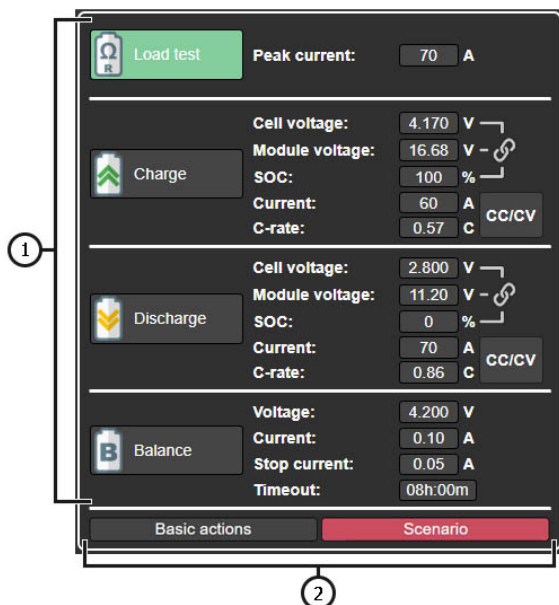 Ω
R
Load test
Peak current: 70 A
Charge
Cell voltage: 4.170 V
Module voltage: 16.68 V
SOC: 100 %
Current: 60 A
C-rate: 0.57 C
CC/CV
1
Discharge
Cell voltage: 2.800 V
Module voltage: 11.20 V
SOC: 0 %
Current: 70 A
C-rate: 0.86 C
CC/CV
B
Balance
Voltage: 4.200 V
Current: 0.10 A
Stop current: 0.05 A
Timeout: 08h:00m
Basic actions Scenario
2